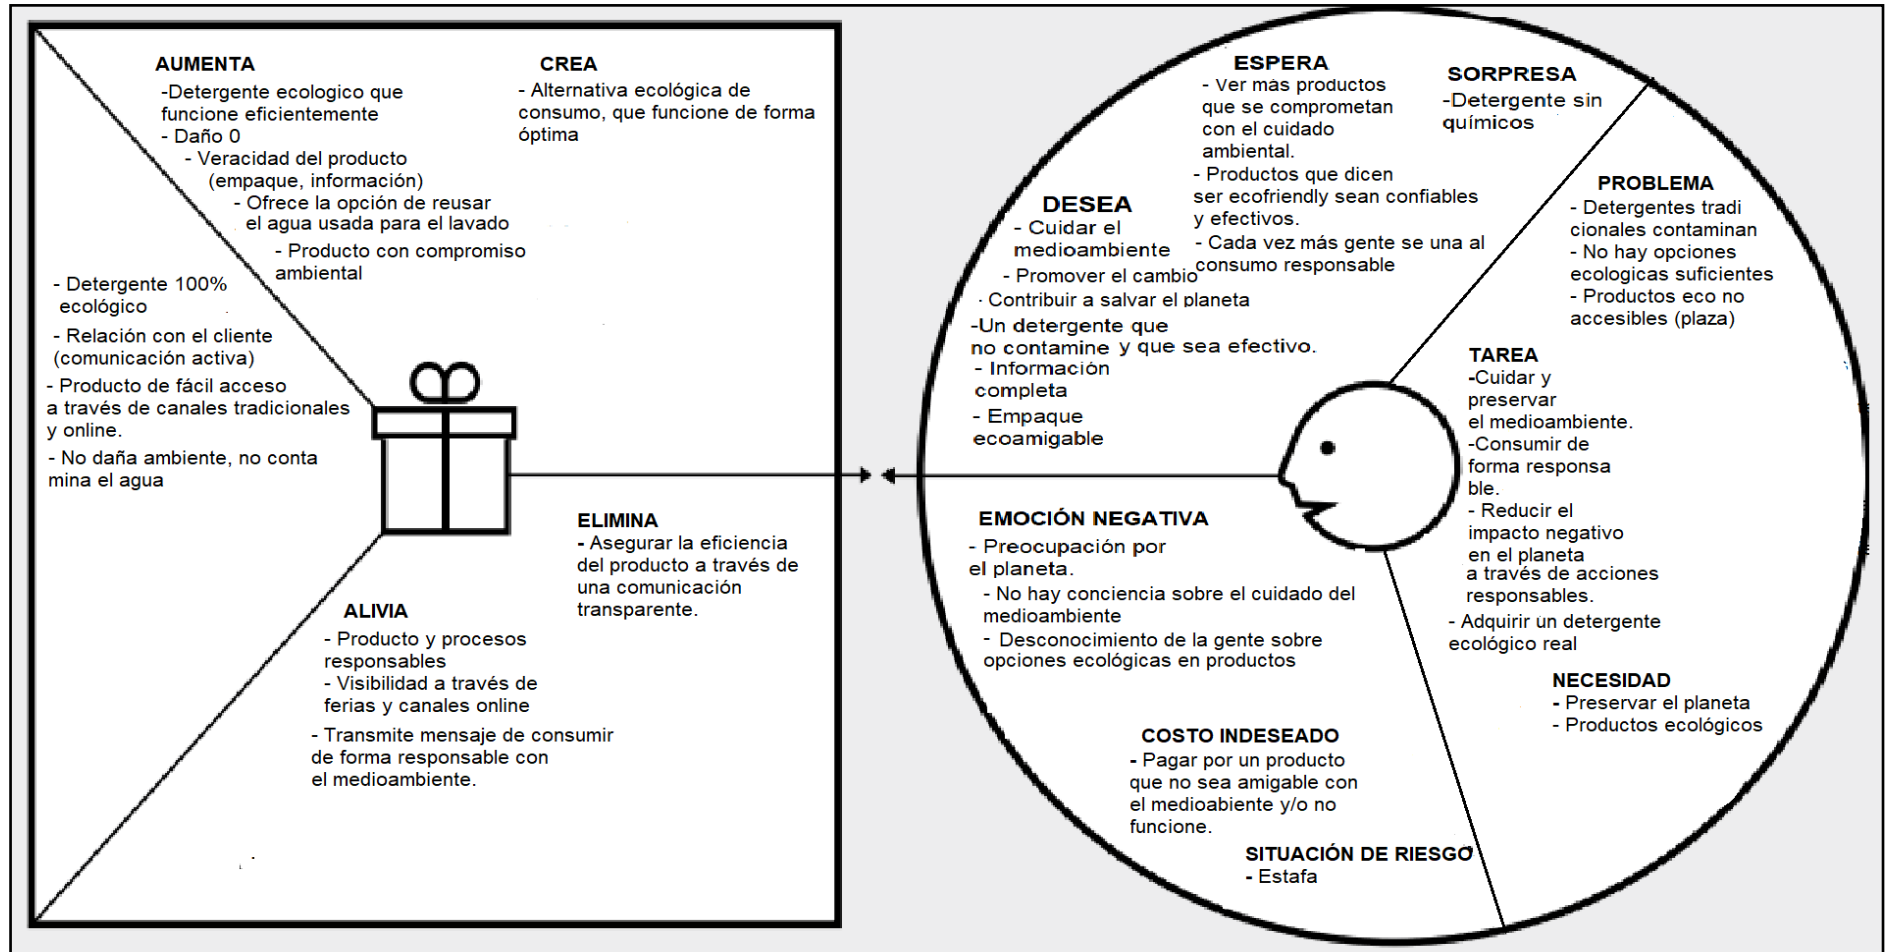 AUMENTA
-Detergente ecologico que
funcione eficientemente
- Daño 0
- Veracidad del producto
(empaque, información)
- Ofrece la opción de reusar
el agua usada para el lavado
- Producto con compromiso
ambiental
CREA
- Alternativa ecológica de
consumo, que funcione de forma
óptima
- Detergente 100%
ecológico
- Relación con el cliente
(comunicación activa)
- Producto de fácil acceso
a través de canales tradicionales
y online.
- No daña ambiente, no conta
mina el agua
ELIMINA
- Asegurar la eficiencia
del producto a través de
una comunicación
transparente.
ALIVIA
- Producto y procesos
responsables
- Visibilidad a través de
ferias y canales online
- Transmite mensaje de consumir
de forma responsable con
el medioambiente.
ESPERA
- Ver más productos
que se comprometan
con el cuidado
ambiental.
- Productos que dicen
ser ecofriendly sean confiables
y efectivos.
- Cada vez más gente se una al
consumo responsable
SORPRESA
-Detergente sin
químicos
DESEA
- Cuidar el
medioambiente
- Promover el cambio
- Contribuir a salvar el planeta
-Un detergente que
no contamine y que sea efectivo.
- Información
completa
- Empaque
ecoamigable
PROBLEMA
- Detergentes tradi
cionales contaminan
- No hay opciones
ecologicas suficientes
- Productos eco no
accesibles (plaza)
TAREA
-Cuidar y
preservar
el medioambiente.
-Consumir de
forma responsa
ble.
- Reducir el
impacto negativo
en el planeta
a través de acciones
responsables.
- Adquirir un detergente
ecológico real
NECESIDAD
- Preservar el planeta
- Productos ecológicos
EMOCIÓN NEGATIVA
- Preocupación por
el planeta.
- No hay conciencia sobre el cuidado del
medioambiente
- Desconocimiento de la gente sobre
opciones ecológicas en productos
COSTO INDESEADO
- Pagar por un producto
que no sea amigable con
el medioabiente y/o no
funcione.
SITUACIÓN DE RIESGO
- Estafa